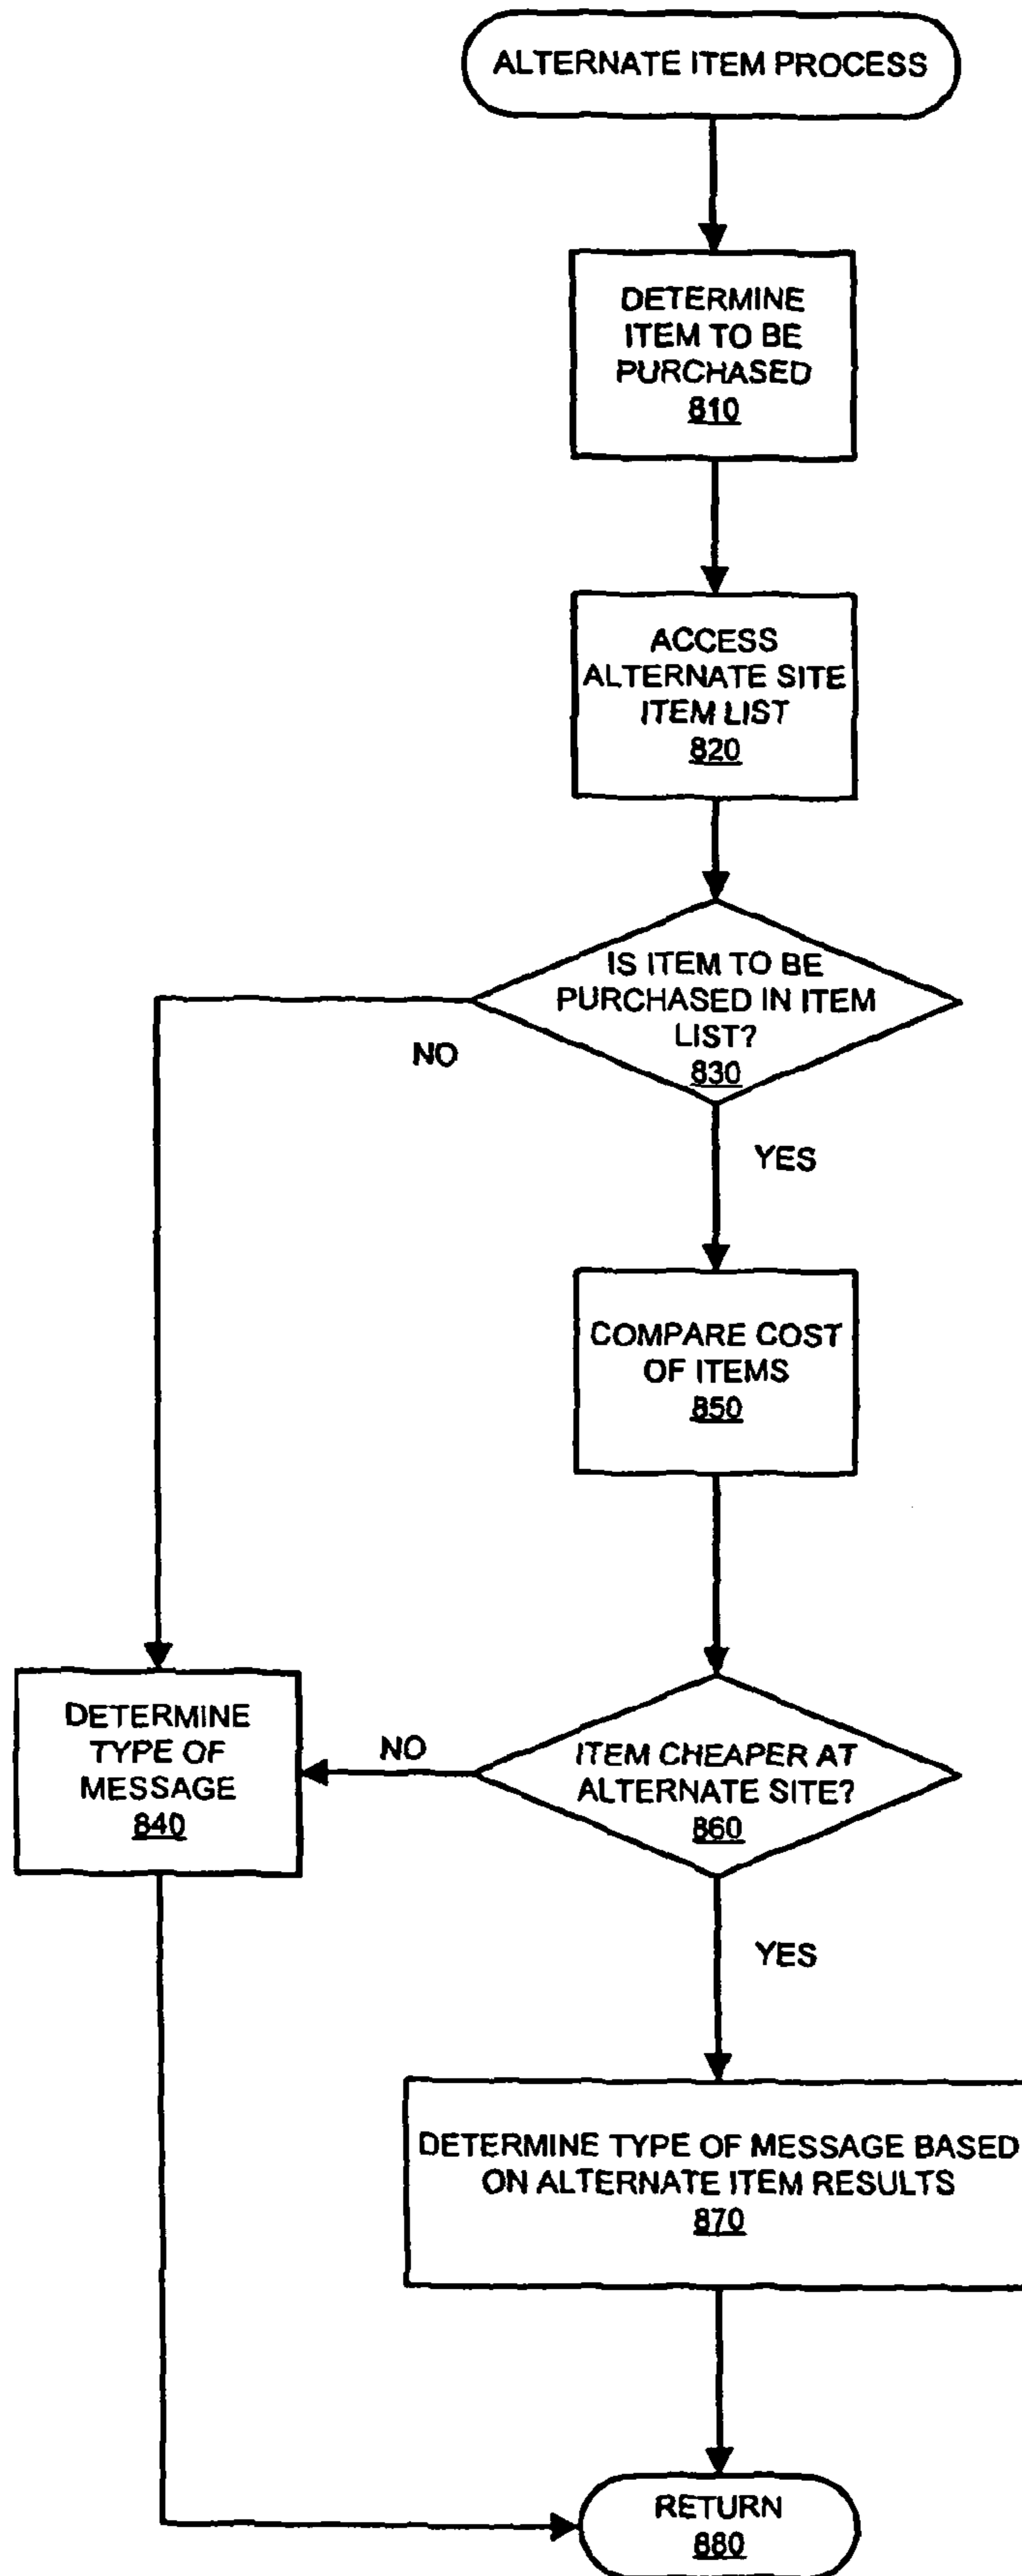 ALTERNATE ITEM PROCESS
DETERMINE
ITEM TO BE
PURCHASED
810
ACCESS
ALTERNATE SITE
ITEM LIST
820
IS ITEM TO BE
PURCHASED IN ITEM
LIST?
830
NO
YES
COMPARE COST
OF ITEMS
850
DETERMINE
TYPE OF
MESSAGE
840
NO
ITEM CHEAPER AT
ALTERNATE SITE?
860
YES
DETERMINE TYPE OF MESSAGE BASED
ON ALTERNATE ITEM RESULTS
870
RETURN
880